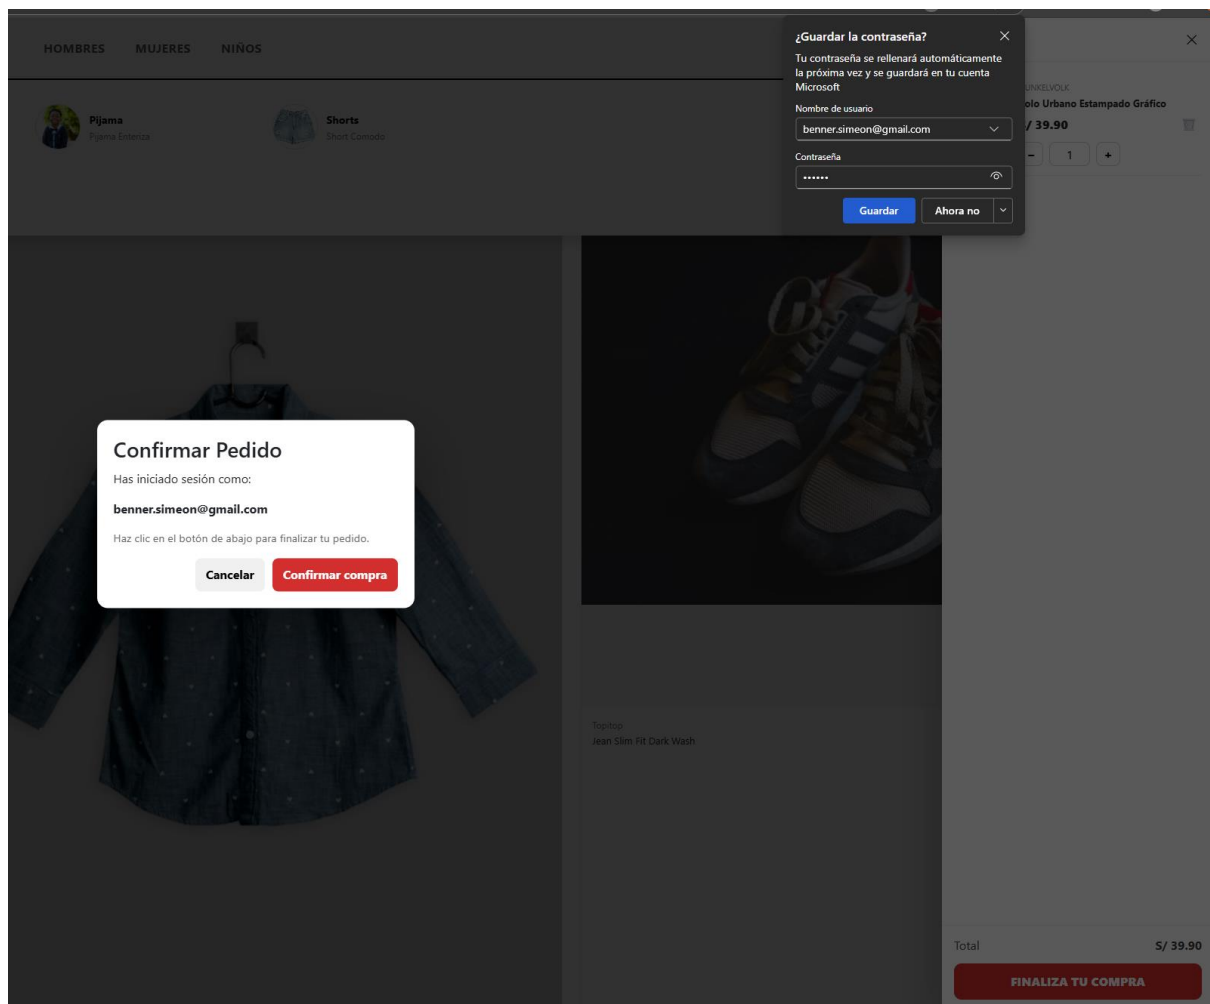 HOMBRES MUJERES NIÑOS
Pijama
Pijama Enteriza
Shorts
Short Comodo
¿Guardar la contraseña?
Tu contraseña se rellenará automáticamente
la próxima vez y se guardará en tu cuenta
Microsoft
Nombre de usuario
benner.simeon@gmail.com
Contraseña
••••••
Guardar
Ahora no
UNKELVOLK
olo Urbano Estampado Gráfico
/ 39.90
- 1 +
Confirmar Pedido
Has iniciado sesión como:
benner.simeon@gmail.com
Haz clic en el botón de abajo para finalizar tu pedido.
Cancelar
Confirmar compra
Topitop
Jean Slim Fit Dark Wash
Total S/ 39.90
FINALIZA TU COMPRA